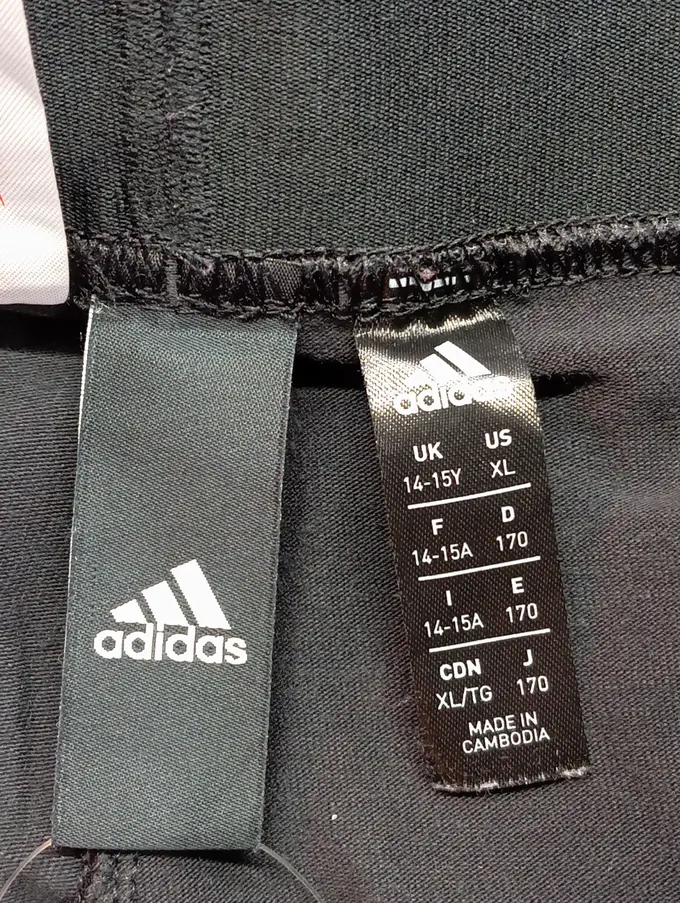 adidas
adidas
UK US
14-15Y XL
F D
14-15A 170
I E
14-15A 170
CDN J
XL/TG 170
MADE IN
CAMBODIA